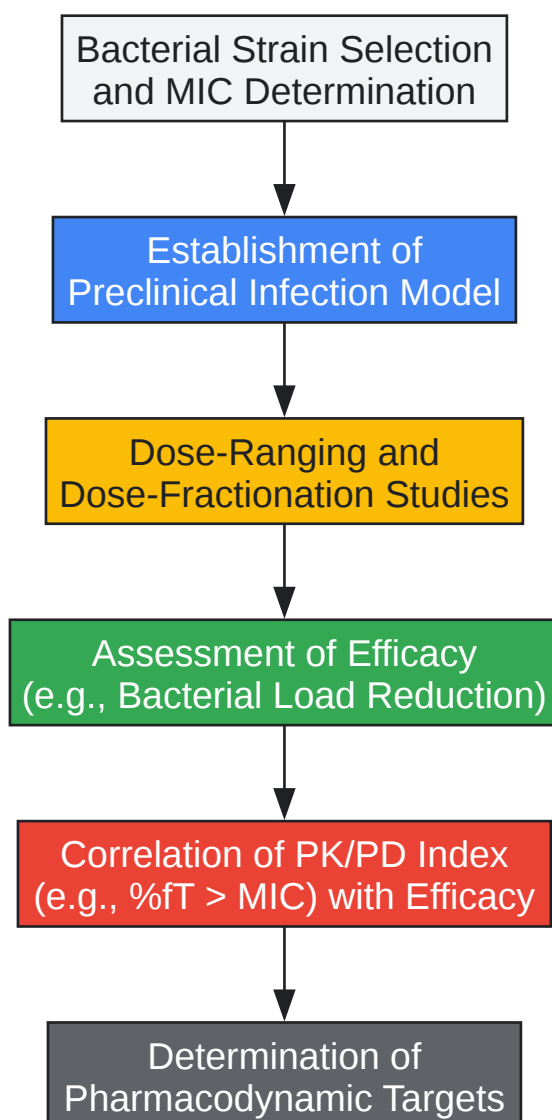 Bacterial Strain Selection
and MIC Determination
Establishment of
Preclinical Infection Model
Dose-Ranging and
Dose-Fractionation Studies
Assessment of Efficacy
(e.g., Bacterial Load Reduction)
Correlation of PK/PD Index
(e.g., %fT > MIC) with Efficacy
Determination of
Pharmacodynamic Targets